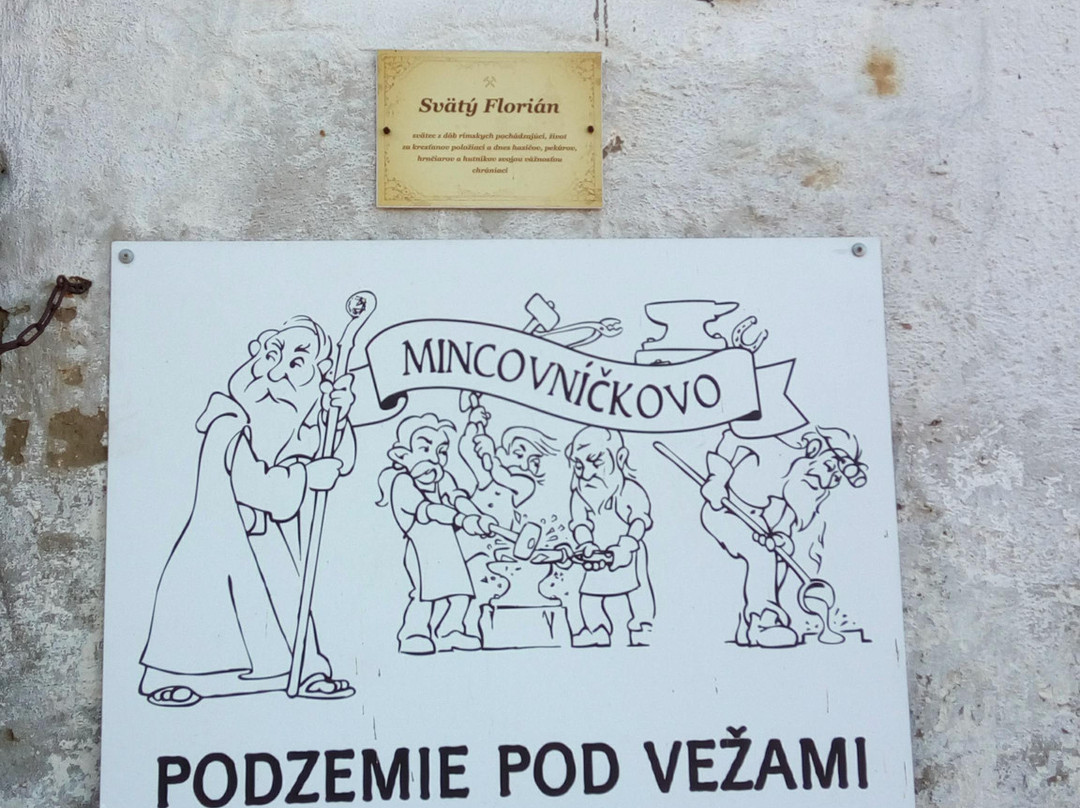 Svätý Florián
svätec z dôb rímskych pochádzajúci, život
za kresťanov položiaci a dnes hasičov, pekárov,
hrnčiarov a hutníkov svojou vážnosťou
chrániaci
MINCOVNÍČKOVO
PODZEMIE POD VEŽAMI